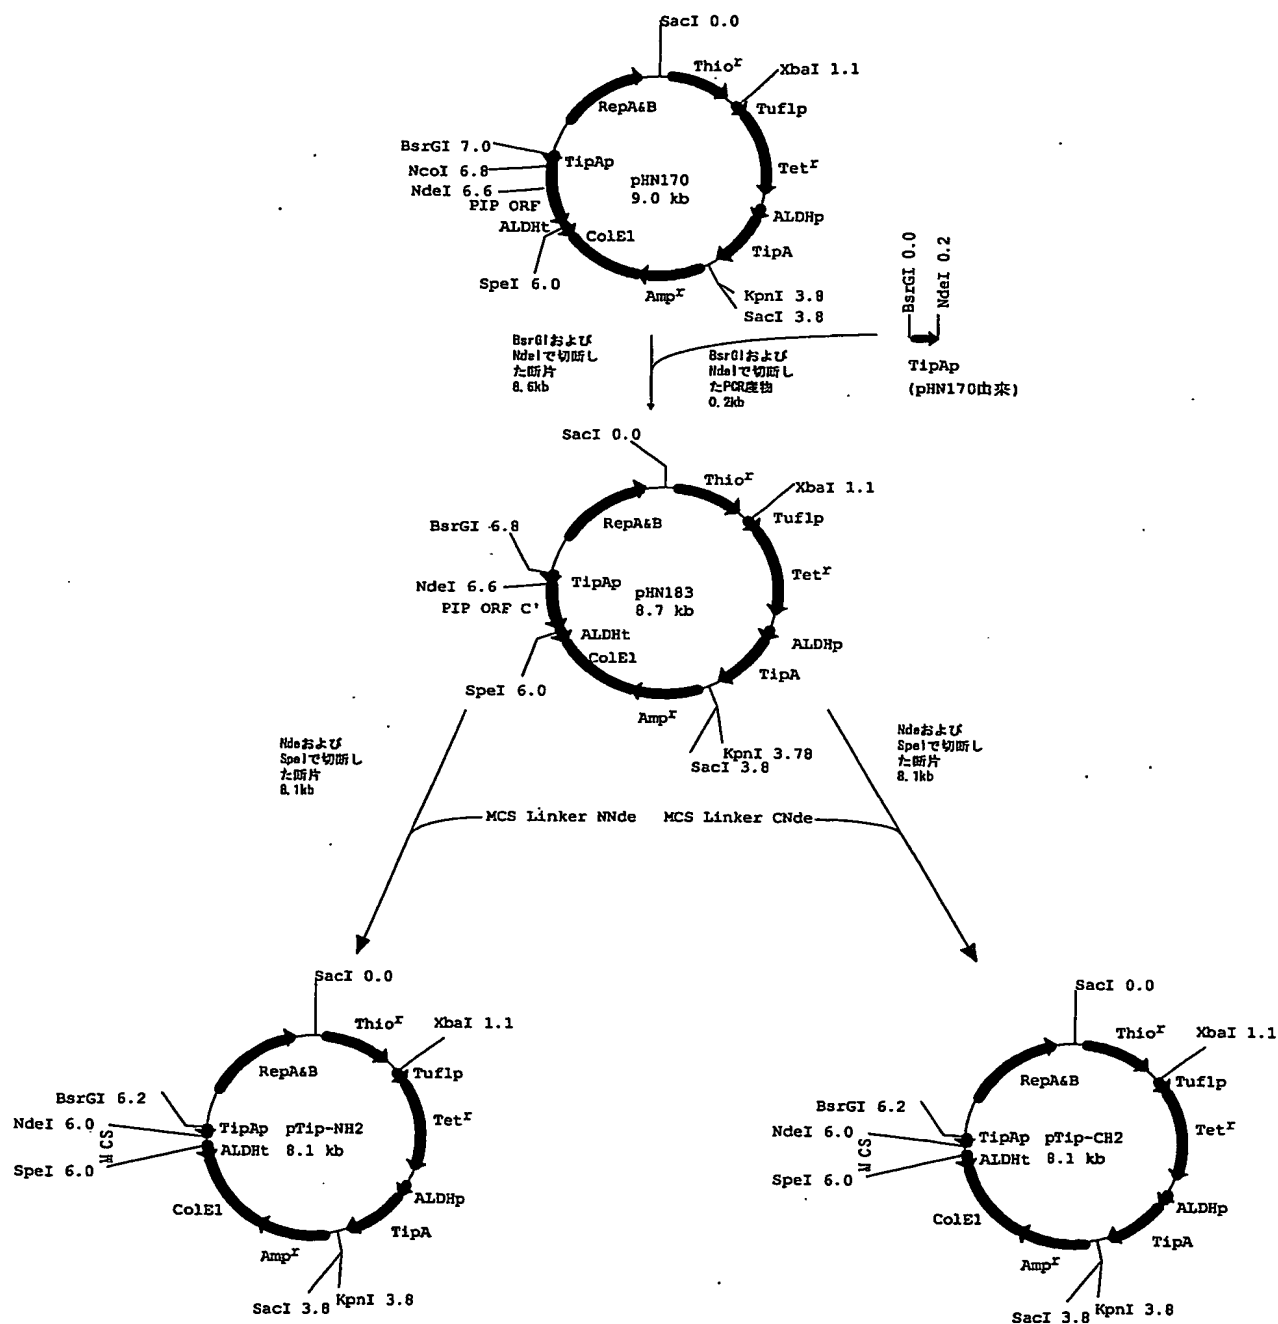 SacI 0.0
Thioʳ
XbaI 1.1
RepA&B
Tuf1p
BsrGI 7.0
TipAp
NcoI 6.8
NdeI 6.6
pHN170
9.0 kb
Tetʳ
PIP ORF
ALDHt
ColE1
ALDHp
TipA
SpeI 6.0
Ampʳ
KpnI 3.8
SacI 3.8
BsrGI 0.0
NdeI 0.2
TipAp
(pHN170由来)
BsrGIおよび
NdeIで切断し
た断片
8.6kb
BsrGIおよび
NdeIで切断し
たPCR産物
0.2kb
SacI 0.0
Thioʳ
XbaI 1.1
RepA&B
Tuf1p
BsrGI 6.8
TipAp
NdeI 6.6
pHN183
8.7 kb
Tetʳ
PIP ORF C'
ALDHt
ColE1
ALDHp
TipA
SpeI 6.0
Ampʳ
KpnI 3.78
SacI 3.8
Ndeおよび
SpeIで切断し
た断片
8.1kb
Ndeおよび
SpeIで切断し
た断片
8.1kb
MCS Linker NNde
MCS Linker CNde
SacI 0.0
Thioʳ
XbaI 1.1
RepA&B
Tuf1p
BsrGI 6.2
NdeI 6.0
MCS
SpeI 6.0
TipAp
ALDHt
pTip-NH2
8.1 kb
Tetʳ
ColE1
ALDHp
TipA
Ampʳ
SacI 3.8
KpnI 3.8
SacI 0.0
Thioʳ
XbaI 1.1
RepA&B
Tuf1p
BsrGI 6.2
NdeI 6.0
MCS
SpeI 6.0
TipAp
ALDHt
pTip-CH2
8.1 kb
Tetʳ
ColE1
ALDHp
TipA
Ampʳ
SacI 3.8
KpnI 3.8